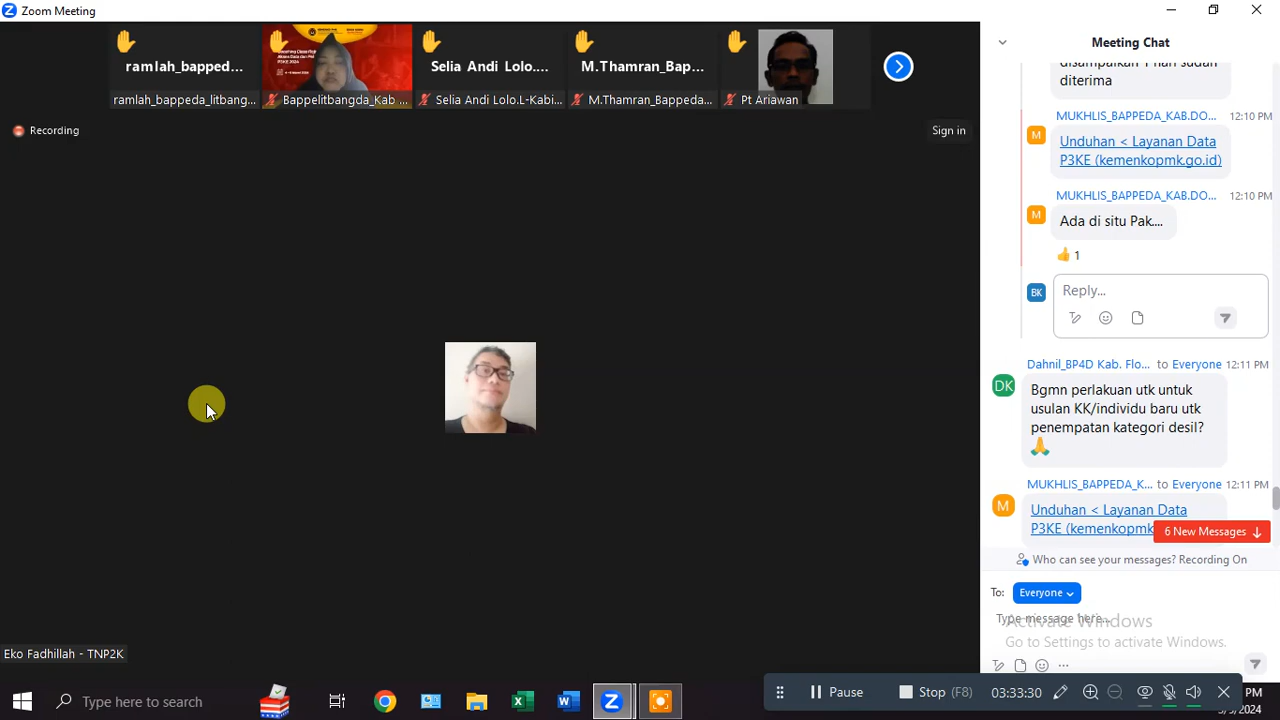 Zoom Meeting
ramlah_bapped...
Selia Andi Lolo....
M.Thamran_Bap...
ramlah_bappeda_litbang...
Bappelitbangda_Kab ...
Selia Andi Lolo.L-Kabi...
M.Thamran_Bappeda...
Pt Ariawan
Recording
Sign in
Eko Fadhillah - TNP2K
Meeting Chat
disampaikan 1 hari sudah
diterima
MUKHLIS_BAPPEDA_KAB.DO... 12:10 PM
M
Unduhan < Layanan Data
P3KE (kemenkopmk.go.id)
MUKHLIS_BAPPEDA_KAB.DO... 12:10 PM
M
Ada di situ Pak....
👍 1
BK
Reply...
Dahnil_BP4D Kab. Flo... to Everyone 12:11 PM
DK
Bgmn perlakuan utk untuk
usulan KK/individu baru utk
penempatan kategori desil?
🙏
MUKHLIS_BAPPEDA_K... to Everyone 12:11 PM
M
Unduhan < Layanan Data
P3KE (kemenkopmk
6 New Messages ↓
Who can see your messages? Recording On
To: Everyone
Type message here...
Activate Windows
Go to Settings to activate Windows.
Type here to search
Pause
Stop (F8)
03:33:30
PM